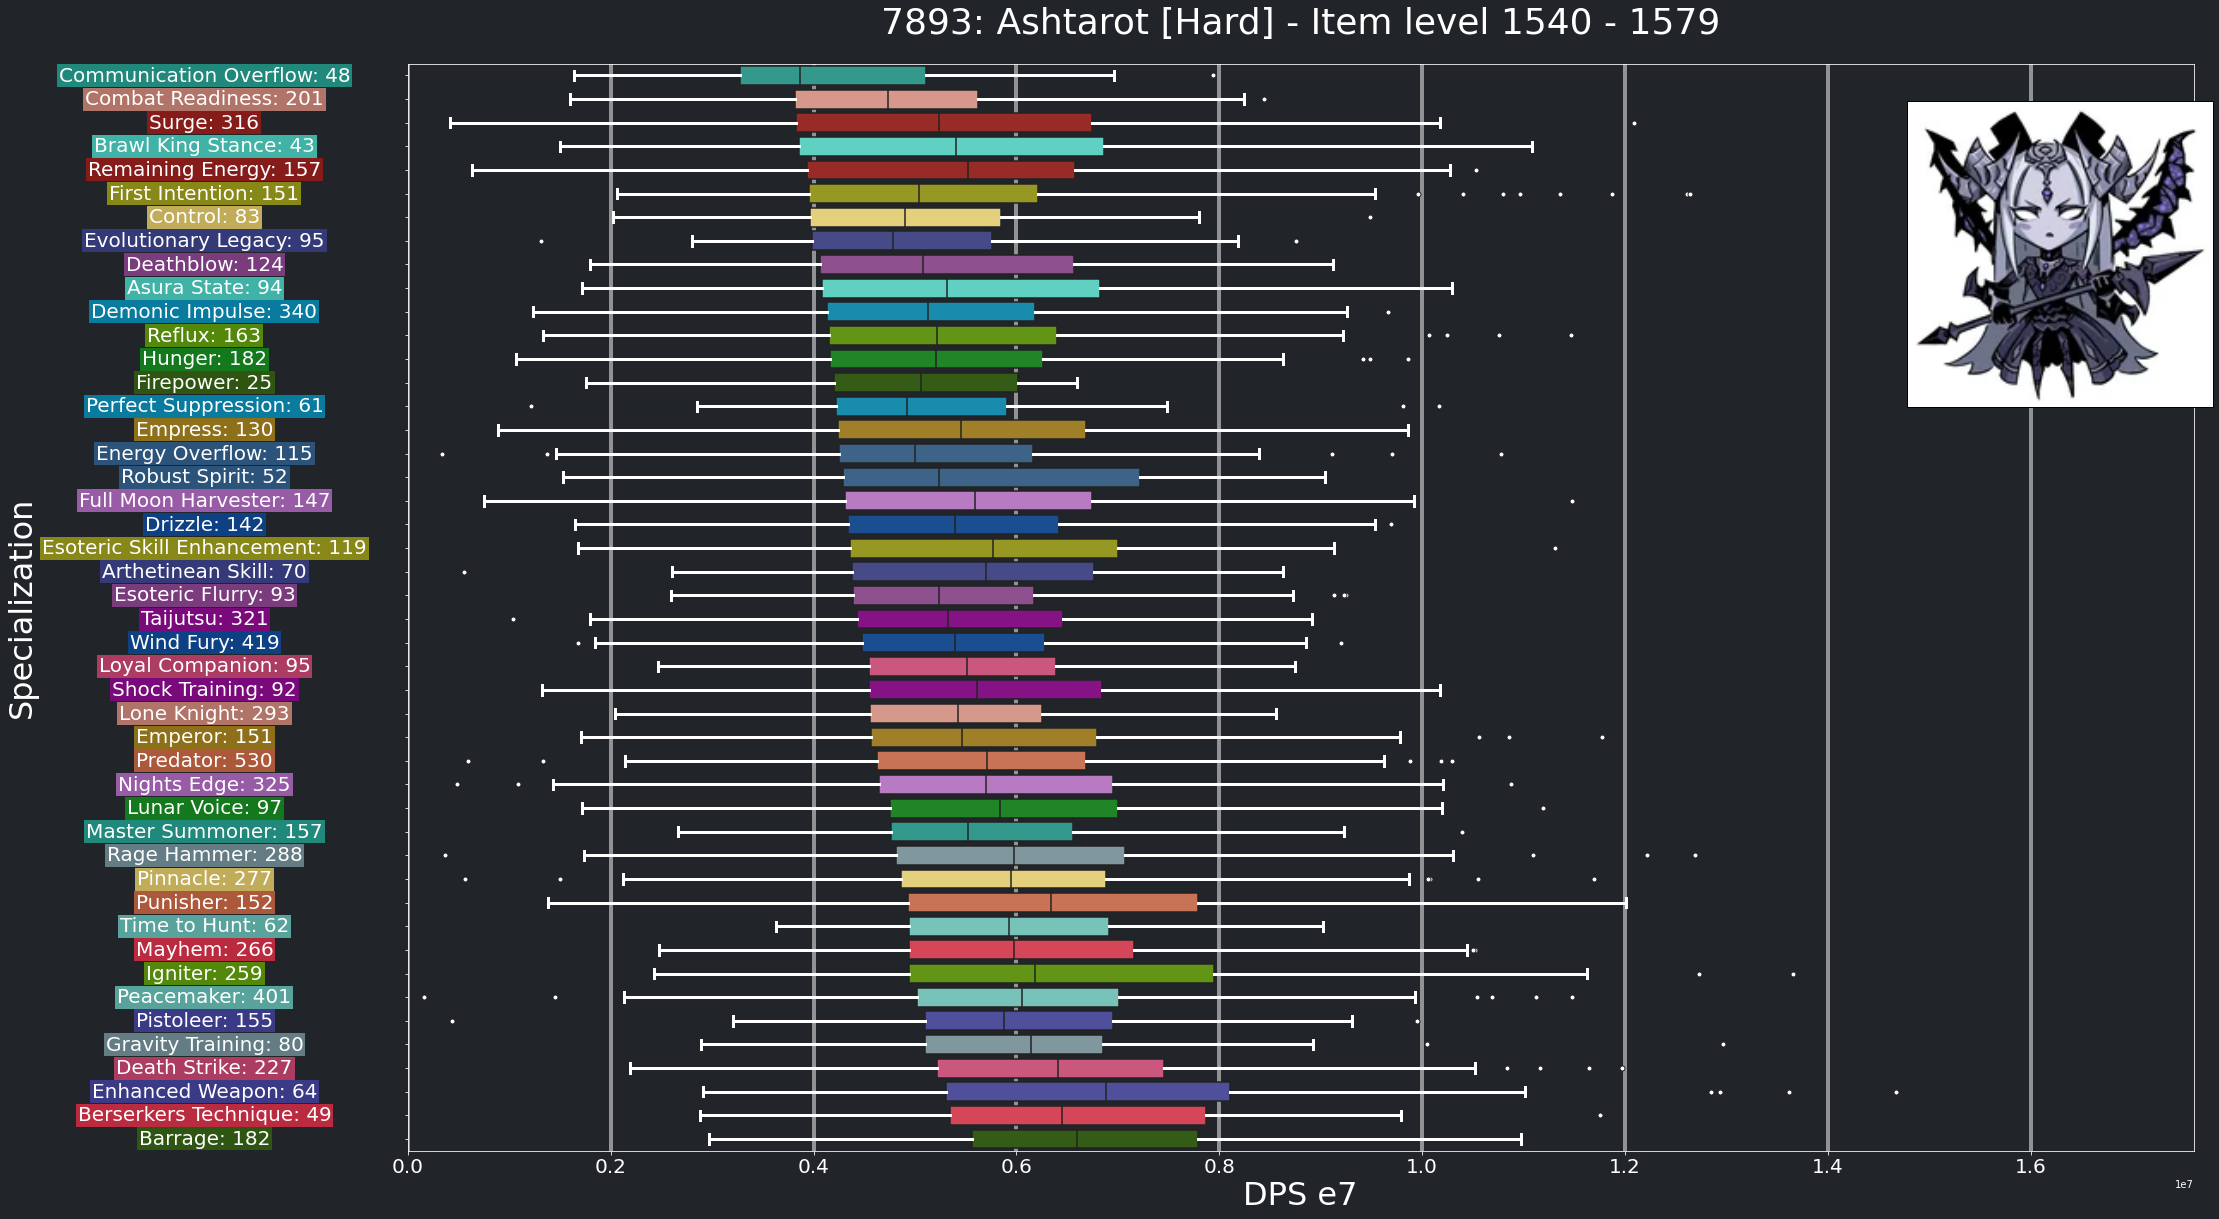 7893: Ashtarot [Hard] - Item level 1540 - 1579
Specialization
Communication Overflow: 48
Combat Readiness: 201
Surge: 316
Brawl King Stance: 43
Remaining Energy: 157
First Intention: 151
Control: 83
Evolutionary Legacy: 95
Deathblow: 124
Asura State: 94
Demonic Impulse: 340
Reflux: 163
Hunger: 182
Firepower: 25
Perfect Suppression: 61
Empress: 130
Energy Overflow: 115
Robust Spirit: 52
Full Moon Harvester: 147
Drizzle: 142
Esoteric Skill Enhancement: 119
Arthetinean Skill: 70
Esoteric Flurry: 93
Taijutsu: 321
Wind Fury: 419
Loyal Companion: 95
Shock Training: 92
Lone Knight: 293
Emperor: 151
Predator: 530
Nights Edge: 325
Lunar Voice: 97
Master Summoner: 157
Rage Hammer: 288
Pinnacle: 277
Punisher: 152
Time to Hunt: 62
Mayhem: 266
Igniter: 259
Peacemaker: 401
Pistoleer: 155
Gravity Training: 80
Death Strike: 227
Enhanced Weapon: 64
Berserkers Technique: 49
Barrage: 182
0.0 0.2 0.4 0.6 0.8 1.0 1.2 1.4 1.6
1e7
DPS e7